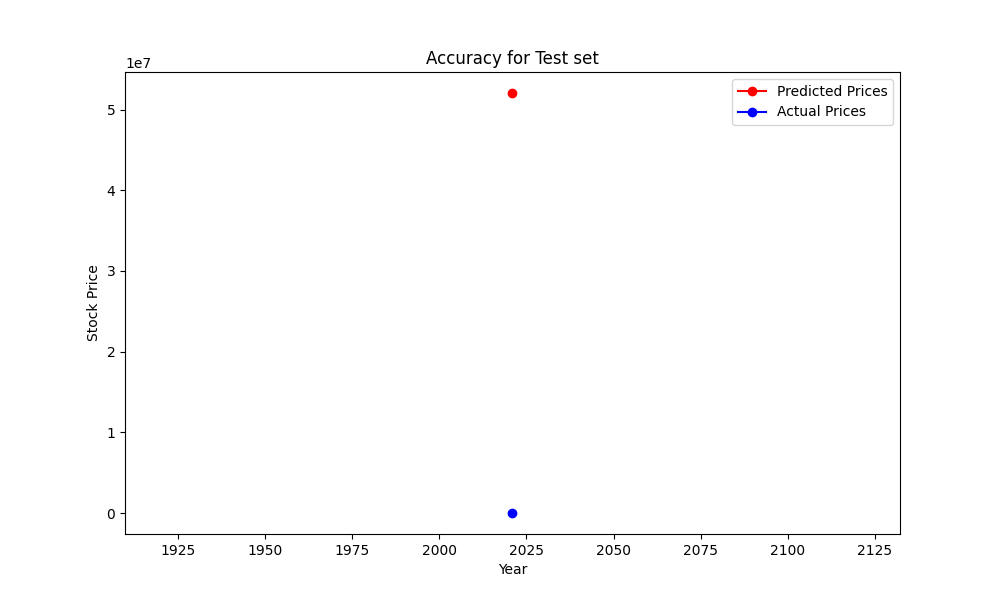 Accuracy for Test set
1e7
Predicted Prices
Actual Prices
5
4
3
2
1
0
Stock Price
1925 1950 1975 2000 2025 2050 2075 2100 2125
Year